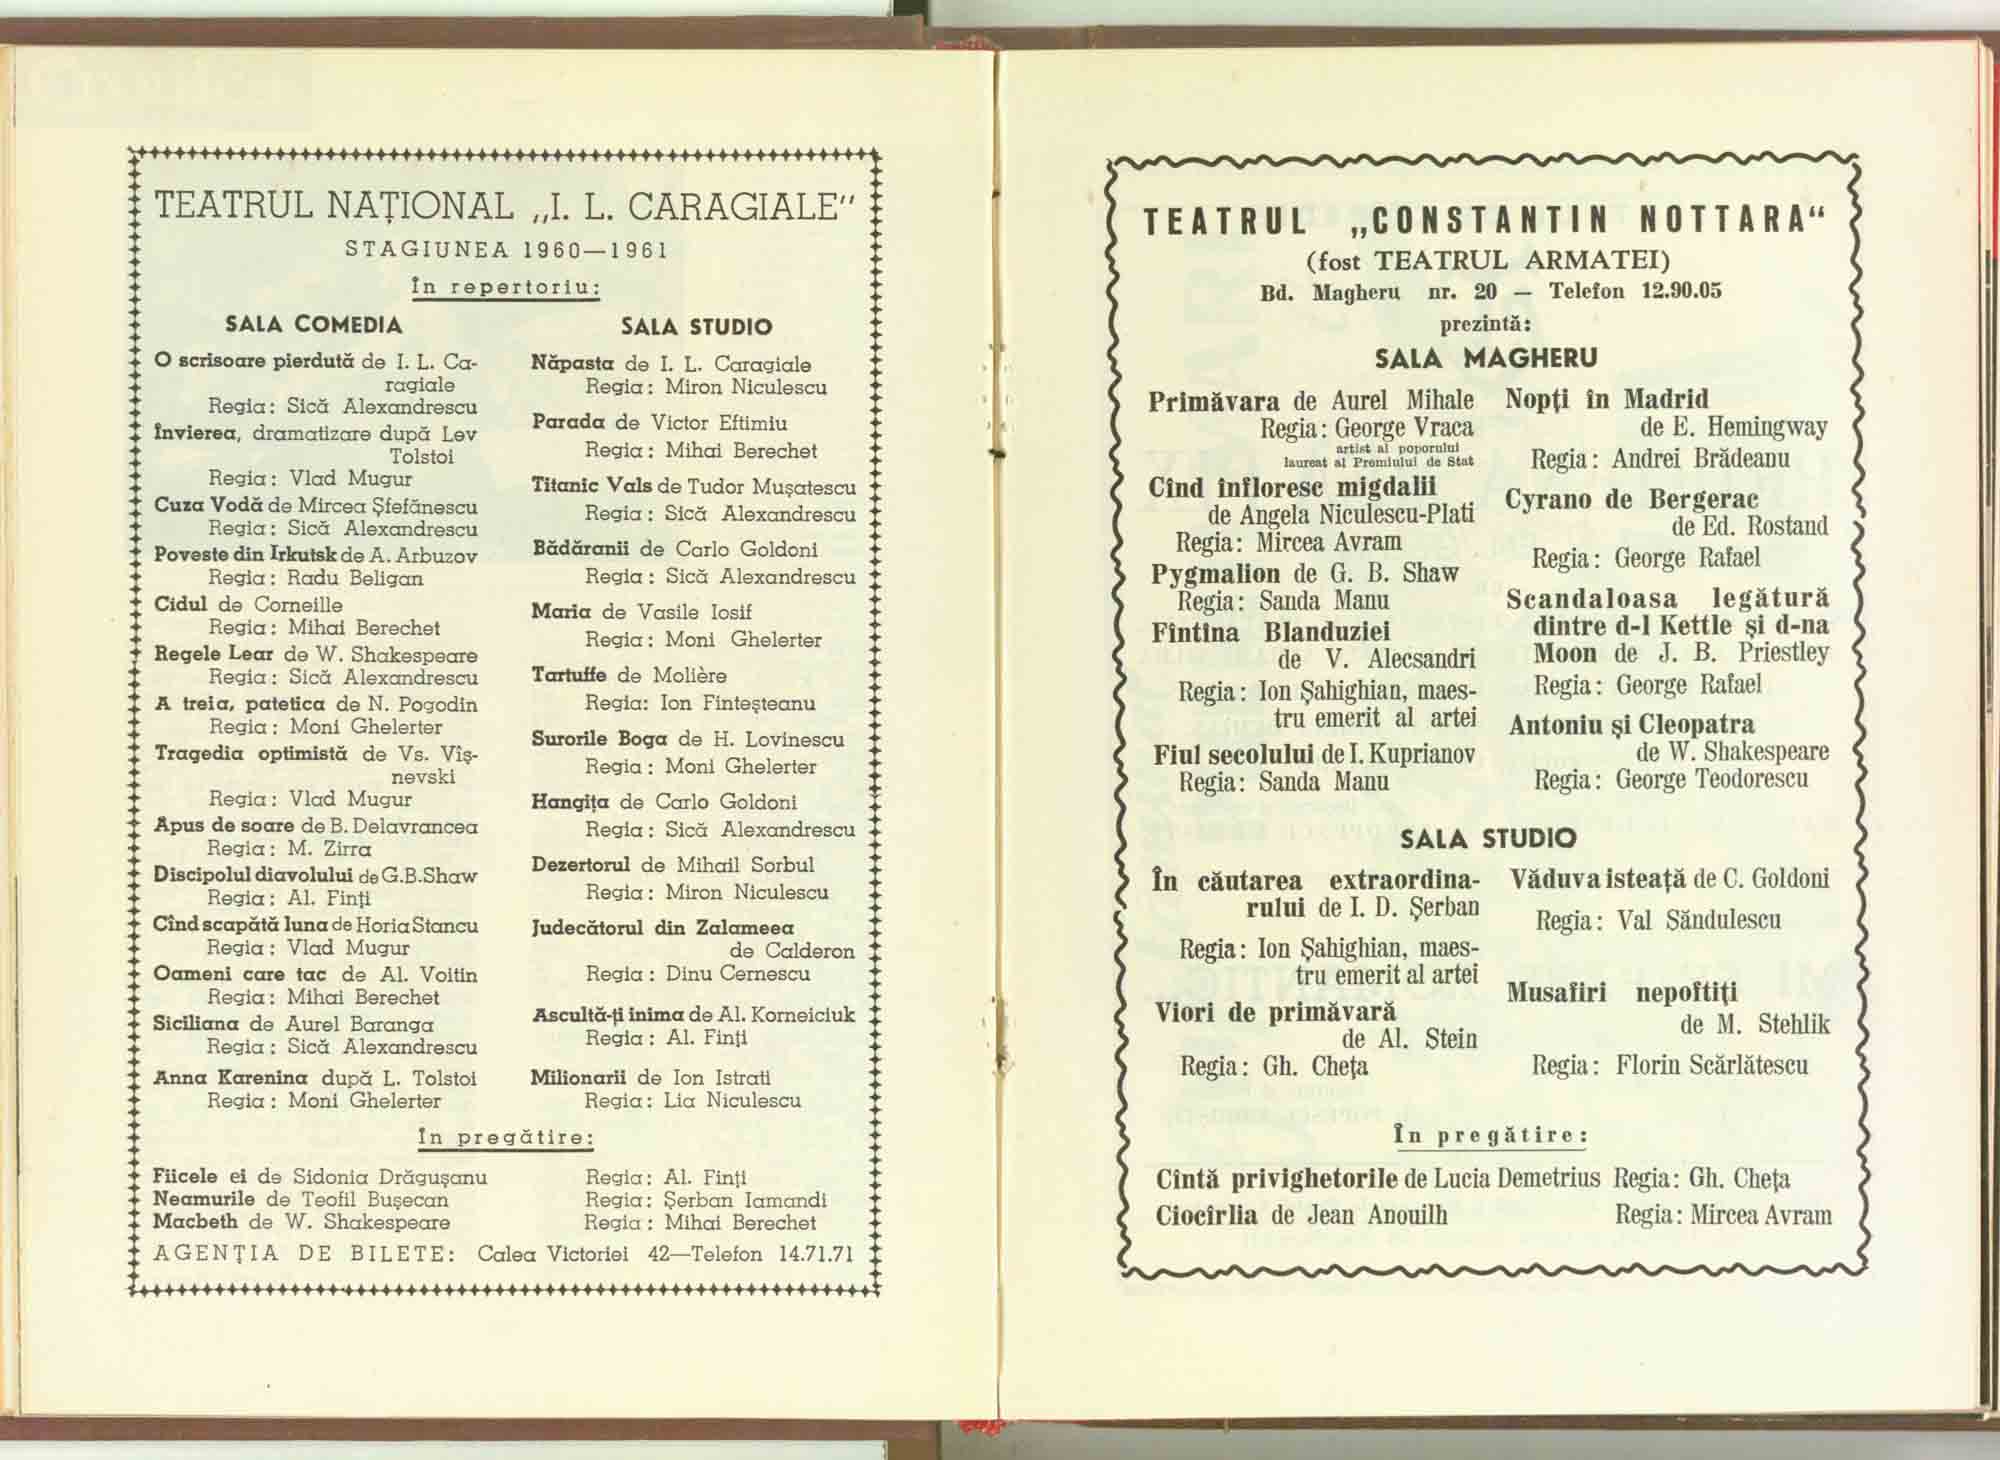 TEATRUL NAȚIONAL „I. L. CARAGIALE"
STAGIUNEA 1960—1961
În repertoriu:
SALA COMEDIA
O scrisoare pierdută de I. L. Ca-
ragiale
Regia: Sică Alexandrescu
Învierea, dramatizare după Lev
Tolstoi
Regia: Vlad Mugur
Cuza Vodă de Mircea Șfefănescu
Regia: Sică Alexandrescu
Poveste din Irkutsk de A. Arbuzov
Regia: Radu Beligan
Cidul de Corneille
Regia: Mihai Berechet
Regele Lear de W. Shakespeare
Regia: Sică Alexandrescu
A treia, patetica de N. Pogodin
Regia: Moni Ghelerter
Tragedia optimistă de Vs. Vîș-
nevski
Regia: Vlad Mugur
Apus de soare de B. Delavrancea
Regia: M. Zirra
Discipolul diavolului de G.B.Shaw
Regia: Al. Finți
Cînd scapătă luna de Horia Stancu
Regia: Vlad Mugur
Oameni care tac de Al. Voitin
Regia: Mihai Berechet
Siciliana de Aurel Baranga
Regia: Sică Alexandrescu
Anna Karenina după L. Tolstoi
Regia: Moni Ghelerter
SALA STUDIO
Năpasta de I. L. Caragiale
Regia: Miron Niculescu
Parada de Victor Eftimiu
Regia: Mihai Berechet
Titanic Vals de Tudor Mușatescu
Regia: Sică Alexandrescu
Bădăranii de Carlo Goldoni
Regia: Sică Alexandrescu
Maria de Vasile Iosif
Regia: Moni Ghelerter
Tartuffe de Molière
Regia: Ion Finteșteanu
Surorile Boga de H. Lovinescu
Regia: Moni Ghelerter
Hangița de Carlo Goldoni
Regia: Sică Alexandrescu
Dezertorul de Mihail Sorbul
Regia: Miron Niculescu
Judecătorul din Zalameea
de Calderon
Regia: Dinu Cernescu
Ascultă-ți inima de Al. Korneiciuk
Regia: Al. Finți
Milionarii de Ion Istrati
Regia: Lia Niculescu
În pregătire:
Fiicele ei de Sidonia Drăgușanu Regia: Al. Finți
Neamurile de Teofil Bușecan Regia: Șerban Iamandi
Macbeth de W. Shakespeare Regia: Mihai Berechet
AGENȚIA DE BILETE: Calea Victoriei 42—Telefon 14.71.71
TEATRUL „CONSTANTIN NOTTARA“
(fost TEATRUL ARMATEI)
Bd. Magheru nr. 20 — Telefon 12.90.05
prezintă:
SALA MAGHERU
Primăvara de Aurel Mihale
Regia: George Vraca
artist al poporului
laureat al Premiului de Stat
Cînd înfloresc migdalii
de Angela Niculescu-Plati
Regia: Mircea Avram
Pygmalion de G. B. Shaw
Regia: Sanda Manu
Fîntîna Blanduziei
de V. Alecsandri
Regia: Ion Șahighian, maes-
tru emerit al artei
Fiul secolului de I. Kuprianov
Regia: Sanda Manu
Nopți în Madrid
de E. Hemingway
Regia: Andrei Brădeanu
Cyrano de Bergerac
de Ed. Rostand
Regia: George Rafael
Scandaloasa legătură
dintre d-l Kettle și d-na
Moon de J. B. Priestley
Regia: George Rafael
Antoniu și Cleopatra
de W. Shakespeare
Regia: George Teodorescu
SALA STUDIO
În căutarea extraordina-
rului de I. D. Șerban
Regia: Ion Șahighian, maes-
tru emerit al artei
Viori de primăvară
de Al. Stein
Regia: Gh. Cheța
Văduva isteață de C. Goldoni
Regia: Val Săndulescu
Musafiri nepoftiți
de M. Stehlik
Regia: Florin Scărlătescu
În pregătire:
Cîntă privighetorile de Lucia Demetrius Regia: Gh. Cheța
Ciocîrlia de Jean Anouilh Regia: Mircea Avram